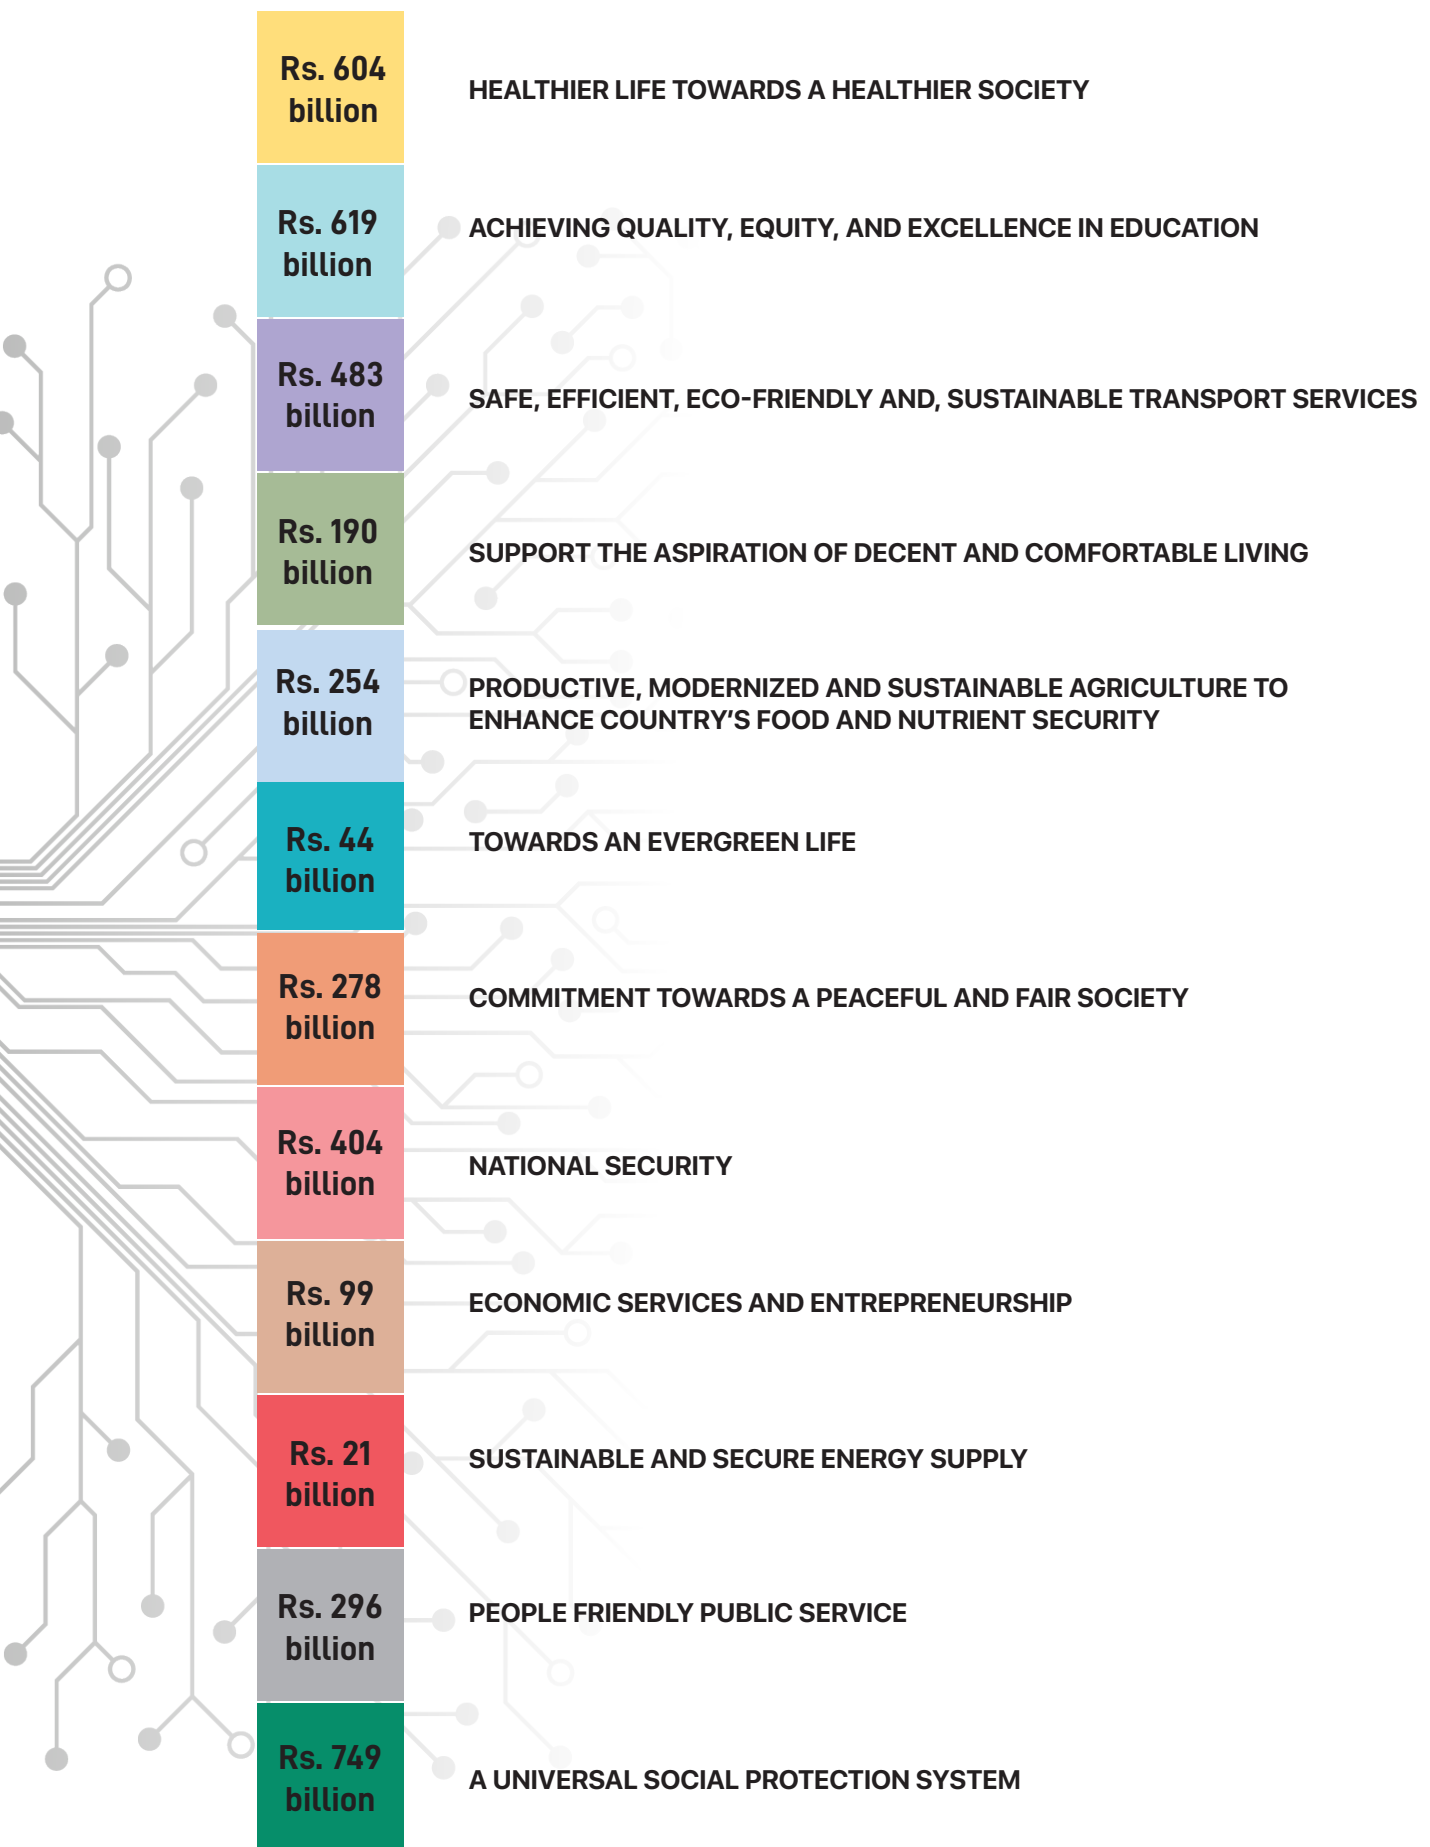 Rs. 604
billion
HEALTHIER LIFE TOWARDS A HEALTHIER SOCIETY
Rs. 619
billion
ACHIEVING QUALITY, EQUITY, AND EXCELLENCE IN EDUCATION
Rs. 483
billion
SAFE, EFFICIENT, ECO-FRIENDLY AND, SUSTAINABLE TRANSPORT SERVICES
Rs. 190
billion
SUPPORT THE ASPIRATION OF DECENT AND COMFORTABLE LIVING
Rs. 254
billion
PRODUCTIVE, MODERNIZED AND SUSTAINABLE AGRICULTURE TO
ENHANCE COUNTRY'S FOOD AND NUTRIENT SECURITY
Rs. 44
billion
TOWARDS AN EVERGREEN LIFE
Rs. 278
billion
COMMITMENT TOWARDS A PEACEFUL AND FAIR SOCIETY
Rs. 404
billion
NATIONAL SECURITY
Rs. 99
billion
ECONOMIC SERVICES AND ENTREPRENEURSHIP
Rs. 21
billion
SUSTAINABLE AND SECURE ENERGY SUPPLY
Rs. 296
billion
PEOPLE FRIENDLY PUBLIC SERVICE
Rs. 749
billion
A UNIVERSAL SOCIAL PROTECTION SYSTEM